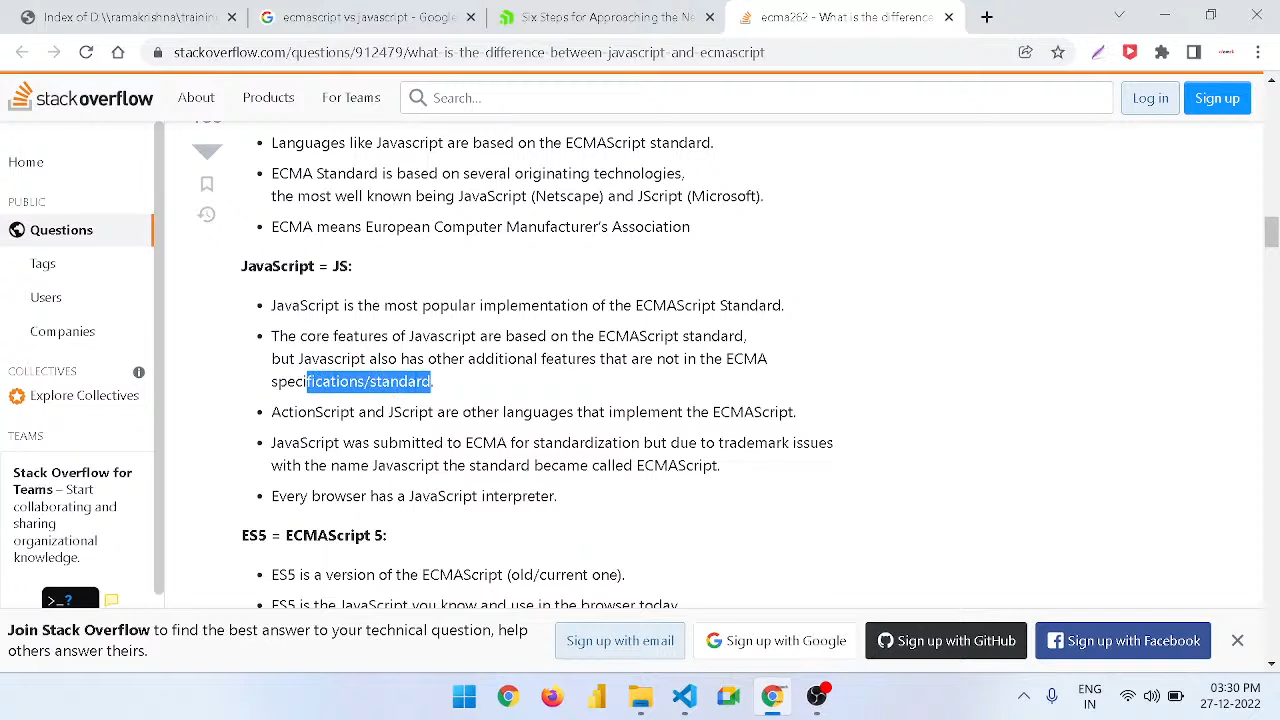 Index of D:\\ramakrishna\trainin
ecmascript vs javascript - Google
Six Steps for Approaching the Ne
ecma262 - What is the difference
stackoverflow.com/questions/912479/what-is-the-difference-between-javascript-and-ecmascript
stackoverflow
About
Products
For Teams
Search...
Log in
Sign up
Home
PUBLIC
Questions
Tags
Users
Companies
COLLECTIVES
Explore Collectives
TEAMS
Stack Overflow for
Teams – Start
collaborating and
sharing
organizational
knowledge.
>_?
• Languages like Javascript are based on the ECMAScript standard.
• ECMA Standard is based on several originating technologies,
the most well known being JavaScript (Netscape) and JScript (Microsoft).
• ECMA means European Computer Manufacturer's Association
JavaScript = JS:
• JavaScript is the most popular implementation of the ECMAScript Standard.
• The core features of Javascript are based on the ECMAScript standard,
but Javascript also has other additional features that are not in the ECMA
specifications/standard.
• ActionScript and JScript are other languages that implement the ECMAScript.
• JavaScript was submitted to ECMA for standardization but due to trademark issues
with the name Javascript the standard became called ECMAScript.
• Every browser has a JavaScript interpreter.
ES5 = ECMAScript 5:
• ES5 is a version of the ECMAScript (old/current one).
• ES5 is the JavaScript you know and use in the browser today
Join Stack Overflow to find the best answer to your technical question, help
others answer theirs.
Sign up with email
Sign up with Google
Sign up with GitHub
Sign up with Facebook
ENG
IN
03:30 PM
27-12-2022